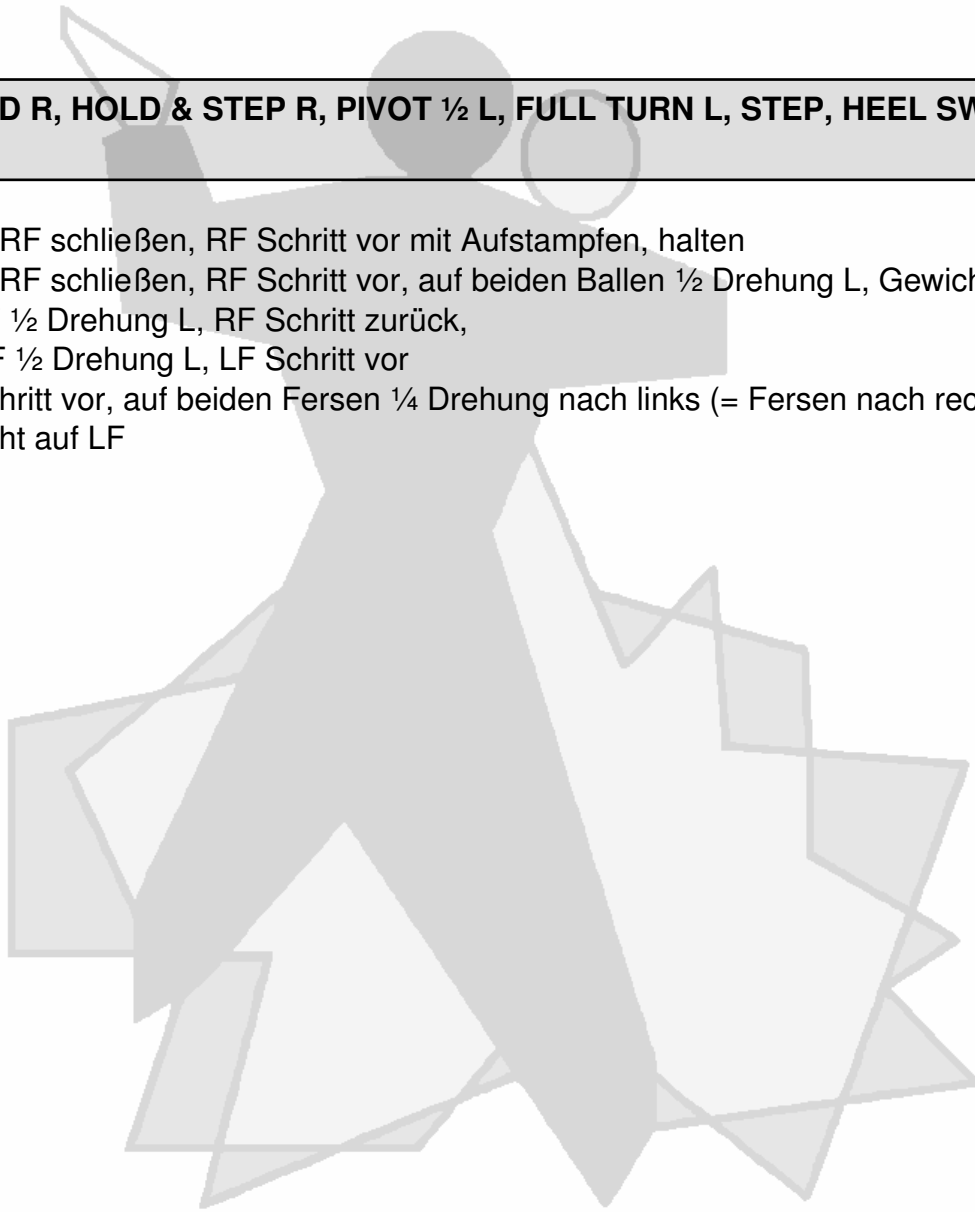 D R, HOLD & STEP R, PIVOT ½ L, FULL TURN L, STEP, HEEL SW
RF schließen, RF Schritt vor mit Aufstampfen, halten
RF schließen, RF Schritt vor, auf beiden Ballen ½ Drehung L, Gewich
½ Drehung L, RF Schritt zurück,
F ½ Drehung L, LF Schritt vor
hritt vor, auf beiden Fersen ¼ Drehung nach links (= Fersen nach rec
ht auf LF